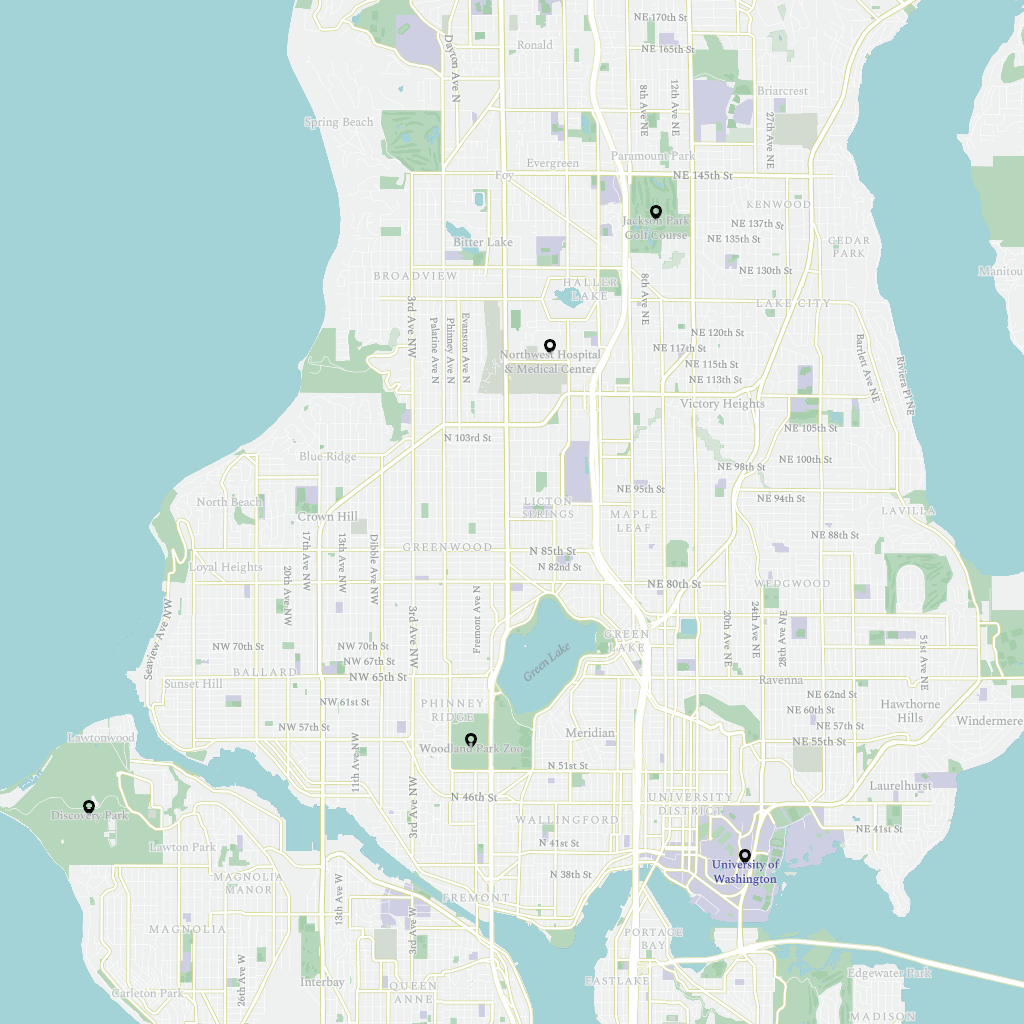 NE 170th St
Ronald
NE 165th St
Dayton Ave N
Briarcrest
8th Ave NE
12th Ave NE
27th Ave NE
Spring Beach
Evergreen
Paramount Park
Foy
NE 145th St
KENWOOD
Jackson Park
Golf Course
NE 137th St
NE 135th St
CEDAR
PARK
Bitter Lake
BROADVIEW
NE 130th St
Manitou
HALLER
LAKE
8th Ave NE
LAKE CITY
3rd Ave NW
Palatine Ave N
Phinney Ave N
Evanston Ave N
NE 120th St
NE 117th St
NE 115th St
NE 113th St
Northwest Hospital
& Medical Center
Bartlett Ave NE
Riviera Pl NE
Victory Heights
N 103rd St
NE 105th St
Blue Ridge
NE 100th St
NE 98th St
NE 95th St
NE 94th St
North Beach
Crown Hill
LICTON
SPRINGS
MAPLE
LEAF
LAVILLA
NE 88th St
17th Ave NW
13th Ave NW
Dibble Ave NW
GREENWOOD
N 85th St
N 82nd St
Loyal Heights
NE 80th St
WEDGWOOD
20th Ave NW
3rd Ave NW
Fremont Ave N
Seaview Ave NW
GREEN
LAKE
20th Ave NE
24th Ave NE
28th Ave NE
51st Ave NE
NW 70th St
NW 70th St
NW 67th St
NW 65th St
Green Lake
BALLARD
Sunset Hill
Ravenna
NE 62nd St
NE 60th St
NE 57th St
NE 55th St
Hawthorne
Hills
Windermere
NW 61st St
PHINNEY
RIDGE
NW 57th St
Meridian
Lawtonwood
Woodland Park Zoo
11th Ave NW
N 51st St
Laurelhurst
3rd Ave NW
N 46th St
UNIVERSITY
DISTRICT
Discovery Park
WALLINGFORD
NE 41st St
N 41st St
Lawton Park
University of
Washington
N 38th St
MAGNOLIA
MANOR
13th Ave W
FREMONT
3rd Ave W
MAGNOLIA
PORTAGE
BAY
26th Ave W
Interbay
EASTLAKE
Edgewater Park
Carleton Park
QUEEN
ANNE
MADISON